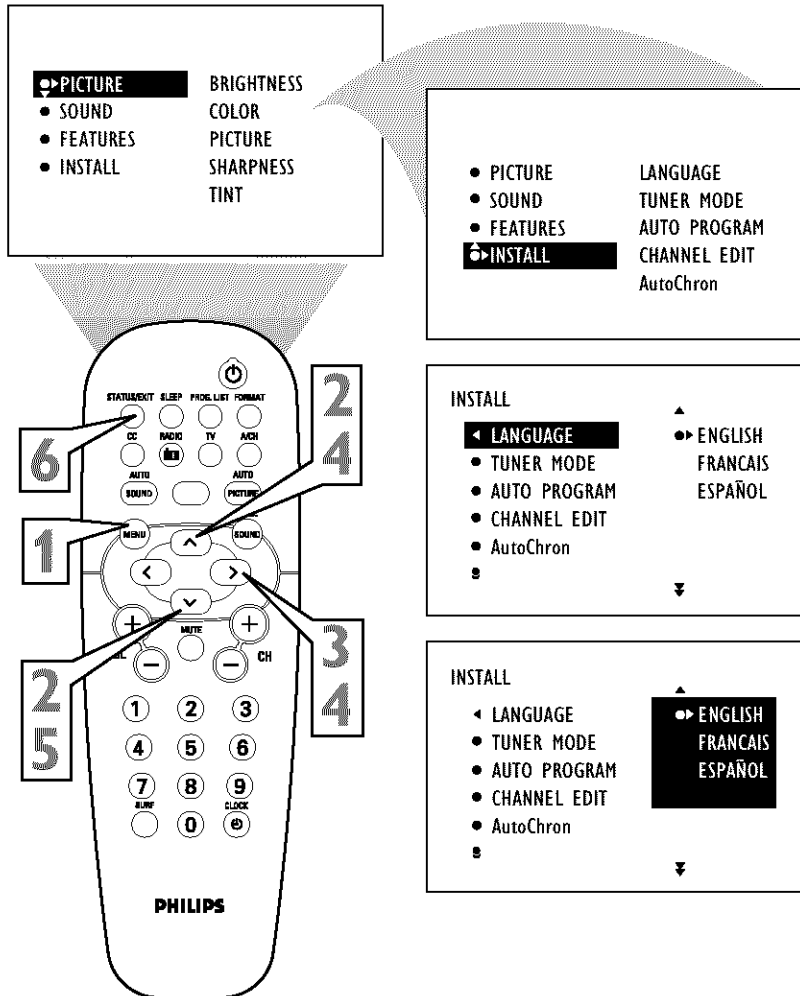 PICTURE BRIGHTNESS
SOUND COLOR
FEATURES PICTURE
INSTALL SHARPNESS
TINT
PICTURE LANGUAGE
SOUND TUNER MODE
FEATURES AUTO PROGRAM
INSTALL CHANNEL EDIT
AutoChron
STATUS/EXIT SLEEP PROG. LIST FORMAT
CC RADIO TV A/CH
AUTO AUTO
SOUND PICTURE
MENU SOUND
MUTE
CH
1 2 3
4 5 6
7 8 9
SURF CLOCK
0
PHILIPS
6
1
2
5
2
4
3
4
INSTALL
LANGUAGE ENGLISH
TUNER MODE FRANCAIS
AUTO PROGRAM ESPAÑOL
CHANNEL EDIT
AutoChron
INSTALL
LANGUAGE ENGLISH
TUNER MODE FRANCAIS
AUTO PROGRAM ESPAÑOL
CHANNEL EDIT
AutoChron